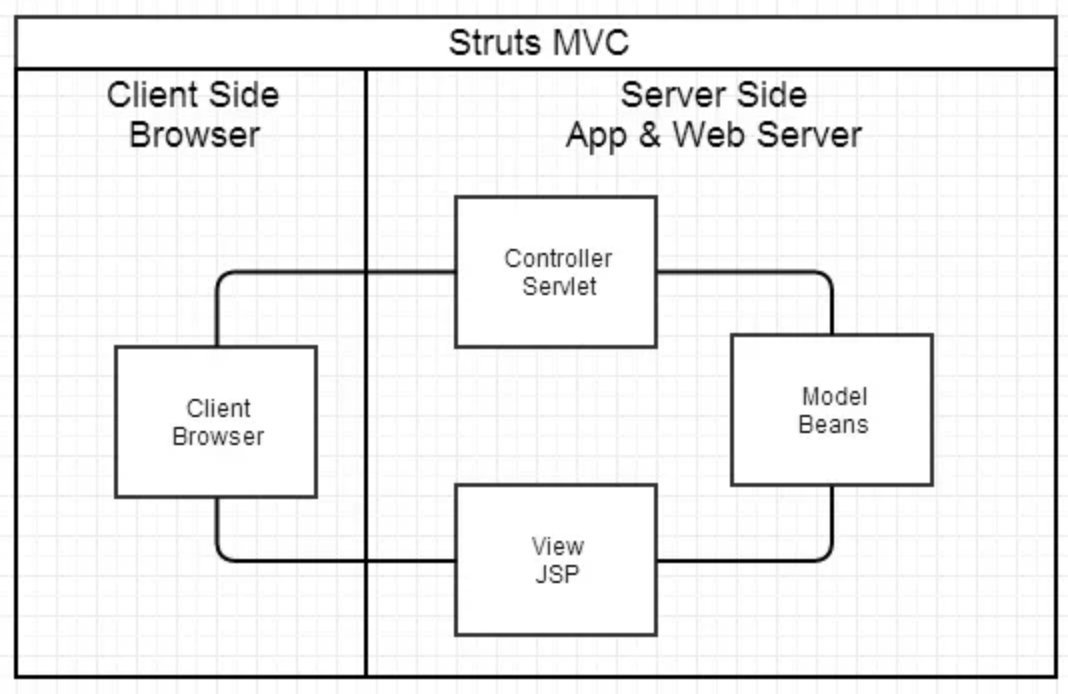 Struts MVC
Client Side
Browser
Server Side
App & Web Server
Controller
Servlet
Client
Browser
Model
Beans
View
JSP